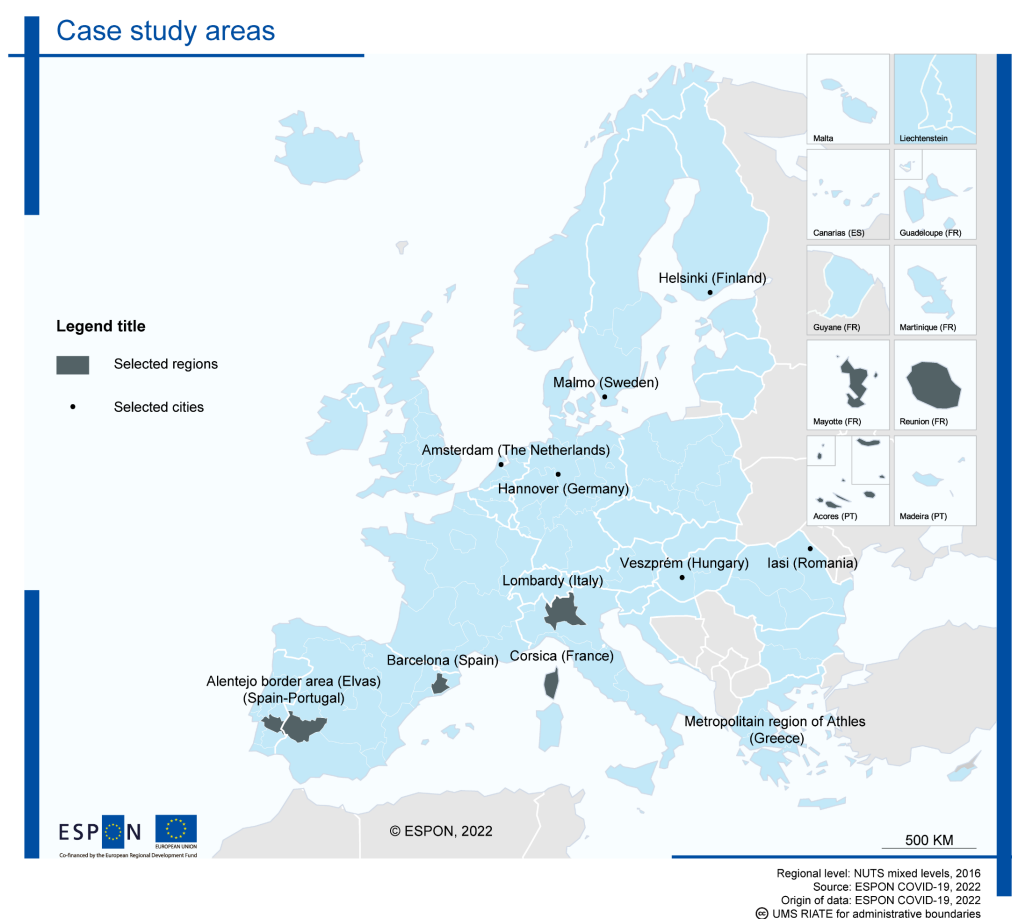 Case study areas
Malta
Liechtenstein
Canarias (ES)
Guadeloupe (FR)
Helsinki (Finland)
Guyane (FR)
Martinique (FR)
Legend title
Selected regions
Selected cities
Malmo (Sweden)
Mayotte (FR)
Reunion (FR)
Amsterdam (The Netherlands)
Hannover (Germany)
Acores (PT)
Madeira (PT)
Veszprém (Hungary)
Iasi (Romania)
Lombardy (Italy)
Barcelona (Spain)
Corsica (France)
Alentejo border area (Elvas)
(Spain-Portugal)
Metropolitain region of Athles
(Greece)
ESPON
EUROPEAN UNION
Co-financed by the European Regional Development Fund
© ESPON, 2022
500 KM
Regional level: NUTS mixed levels, 2016
Source: ESPON COVID-19, 2022
Origin of data: ESPON COVID-19, 2022
cc UMS RIATE for administrative boundaries